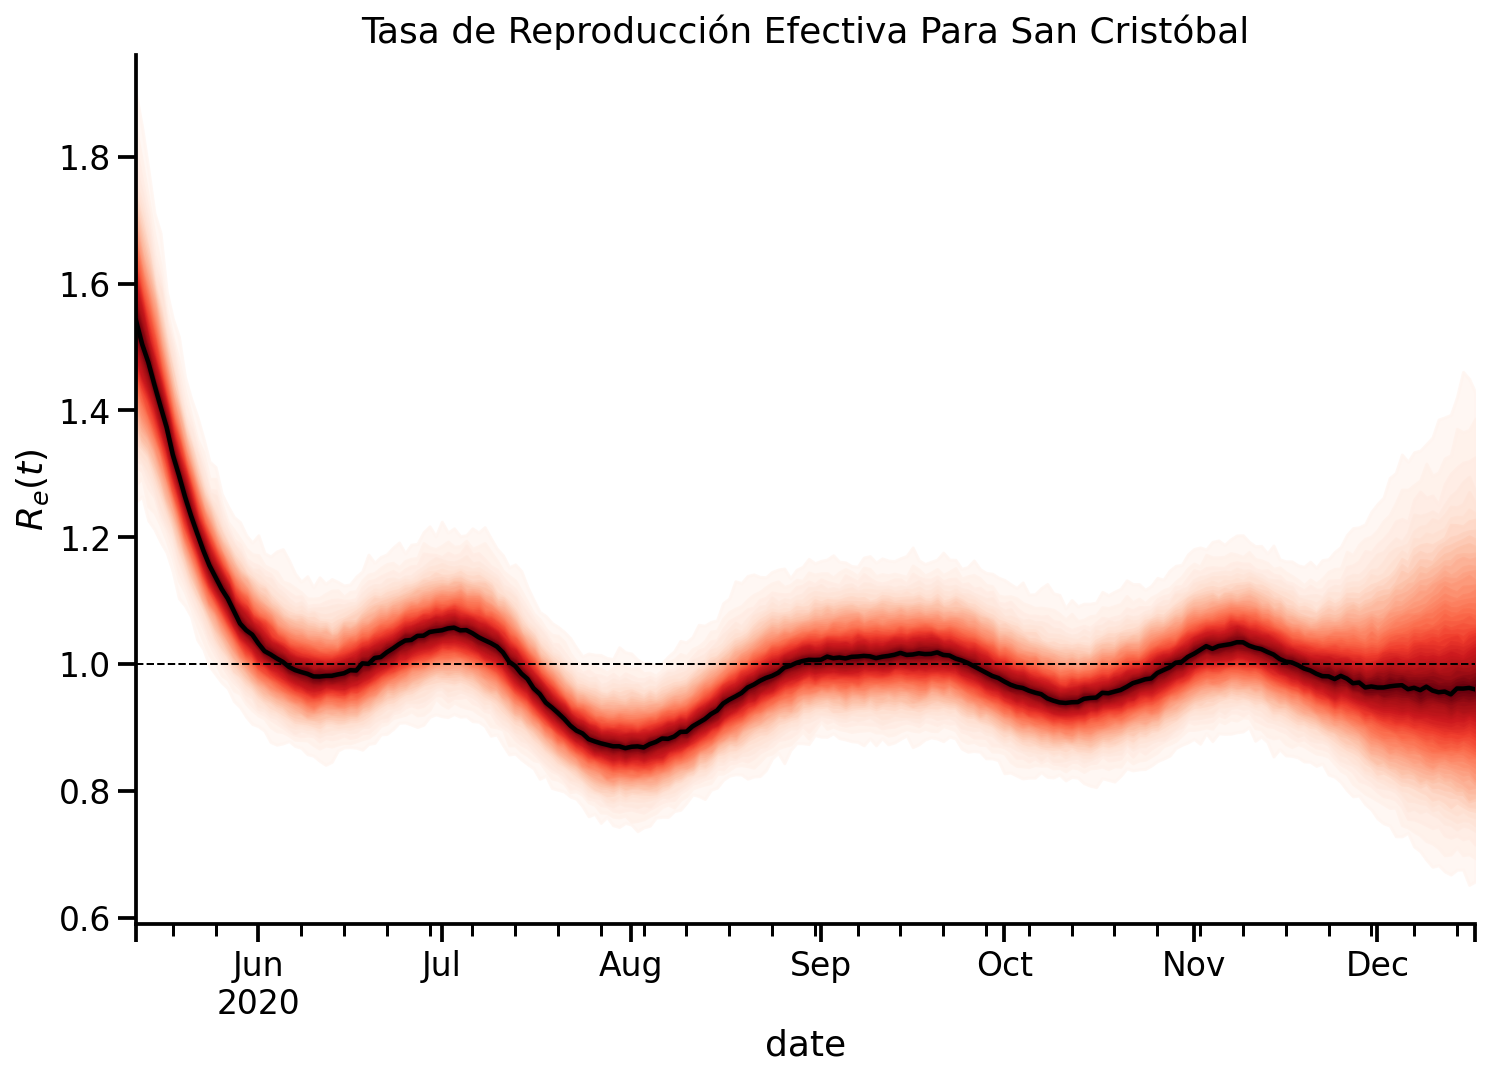 Tasa de Reproducción Efectiva Para San Cristóbal
1.8
1.6
1.4
1.2
1.0
0.8
0.6
R_e(t)
Jun Jul Aug Sep Oct Nov Dec
2020
date